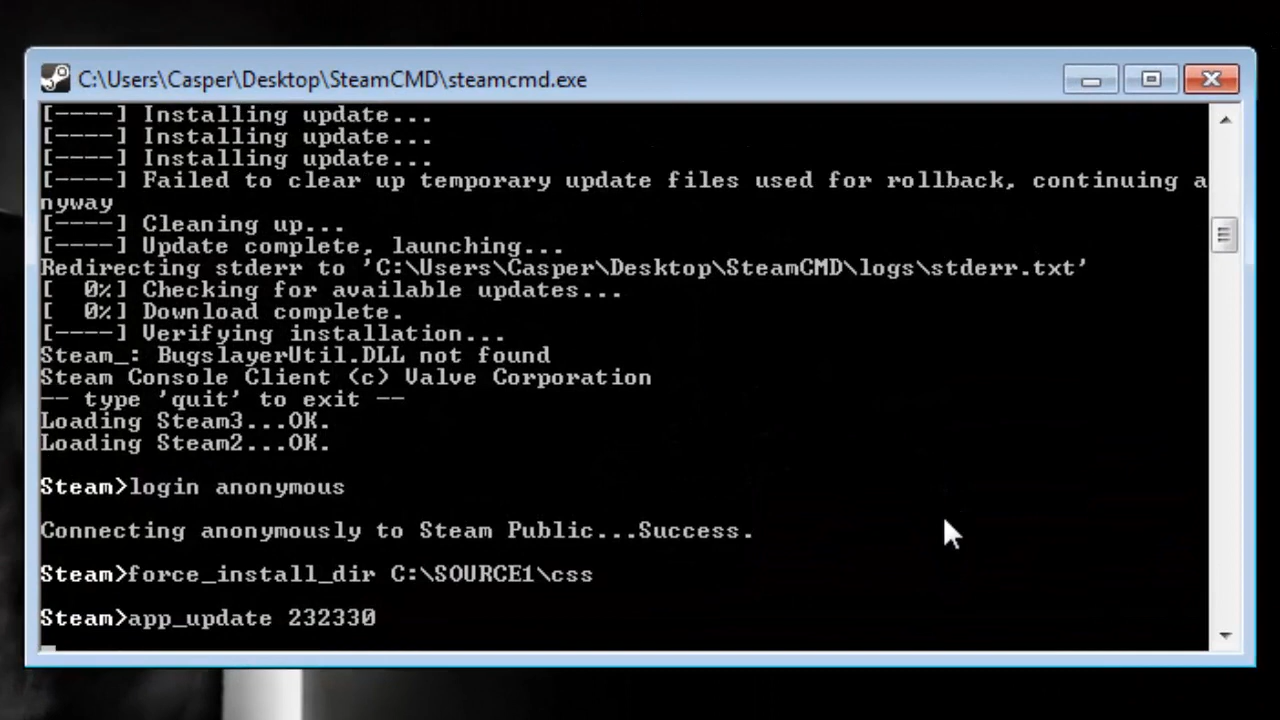 C:\Users\Casper\Desktop\SteamCMD\steamcmd.exe
[----] Installing update...
[----] Installing update...
[----] Installing update...
[----] Failed to clear up temporary update files used for rollback, continuing a
nyway
[----] Cleaning up...
[----] Update complete, launching...
Redirecting stderr to 'C:\Users\Casper\Desktop\SteamCMD\logs\stderr.txt'
[  0%] Checking for available updates...
[  0%] Download complete.
[----] Verifying installation...
Steam_: BugslayerUtil.DLL not found
Steam Console Client (c) Valve Corporation
-- type 'quit' to exit --
Loading Steam3...OK.
Loading Steam2...OK.
Steam>login anonymous
Connecting anonymously to Steam Public...Success.
Steam>force_install_dir C:\SOURCE1\css
Steam>app_update 232330